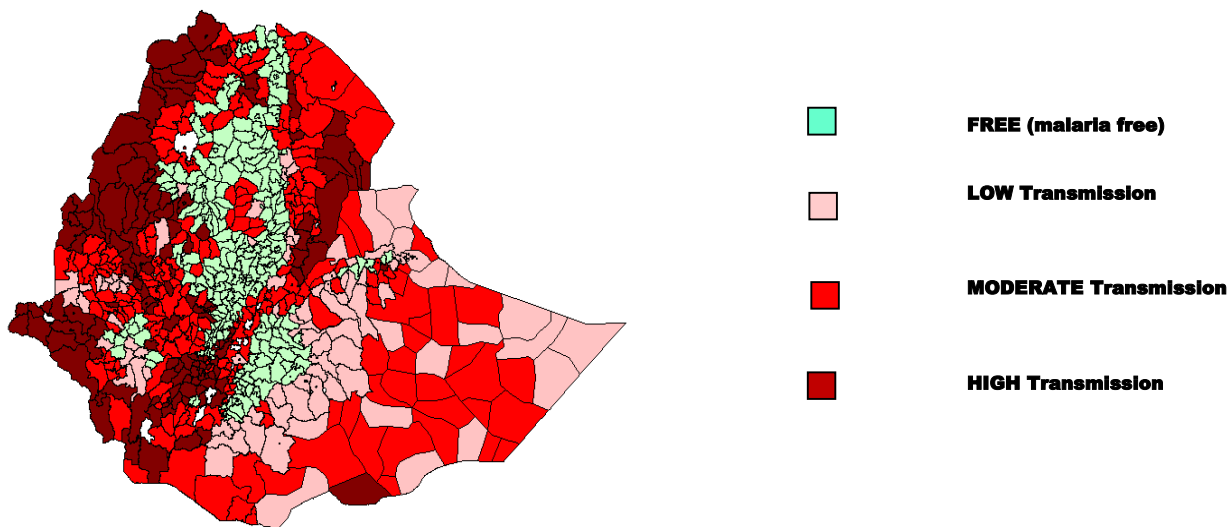 FREE (malaria free)
LOW Transmission
MODERATE Transmission
HIGH Transmission